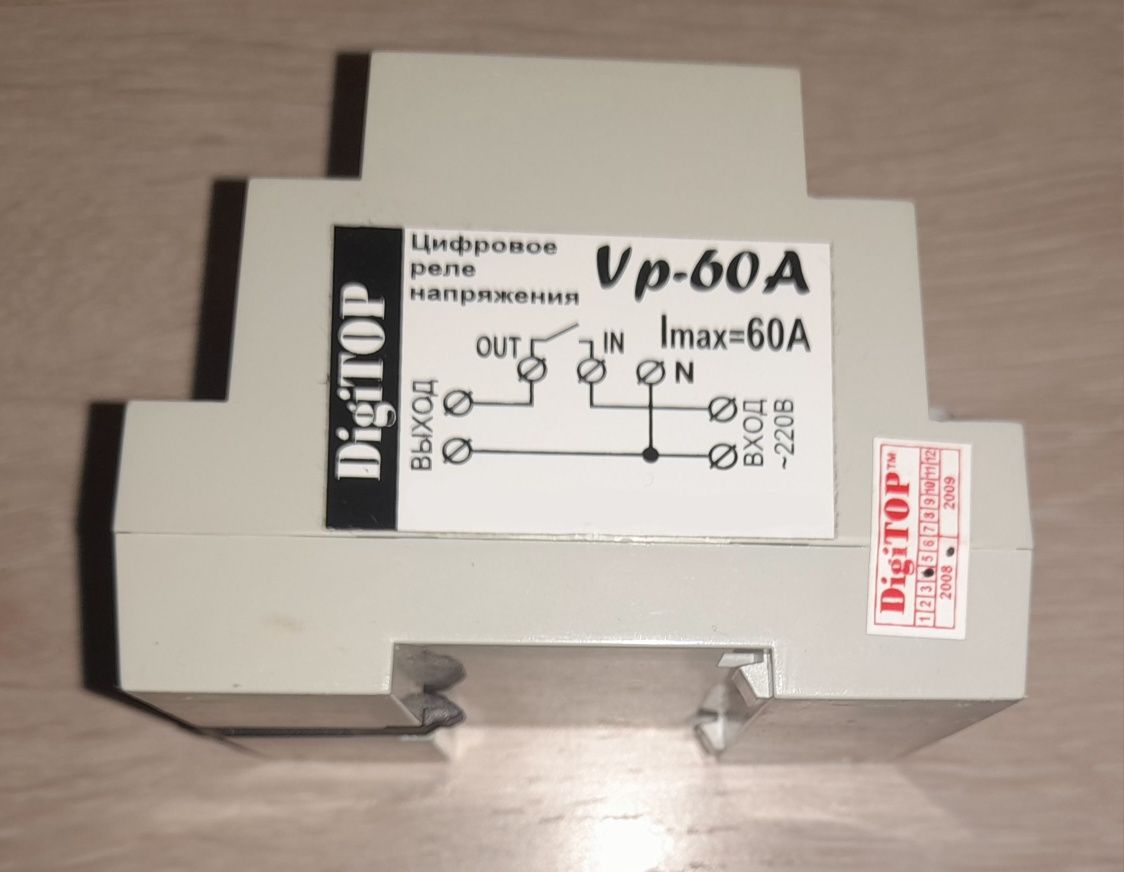 DigiTOP
Цифровое
реле
напряжения
Vp-60A
Imax=60A
OUT
IN
N
ВЫХОД
ВХОД
~220В
DigiTOP™
1 2 3 5 6 7 8 9 10 11 12
2008 2009